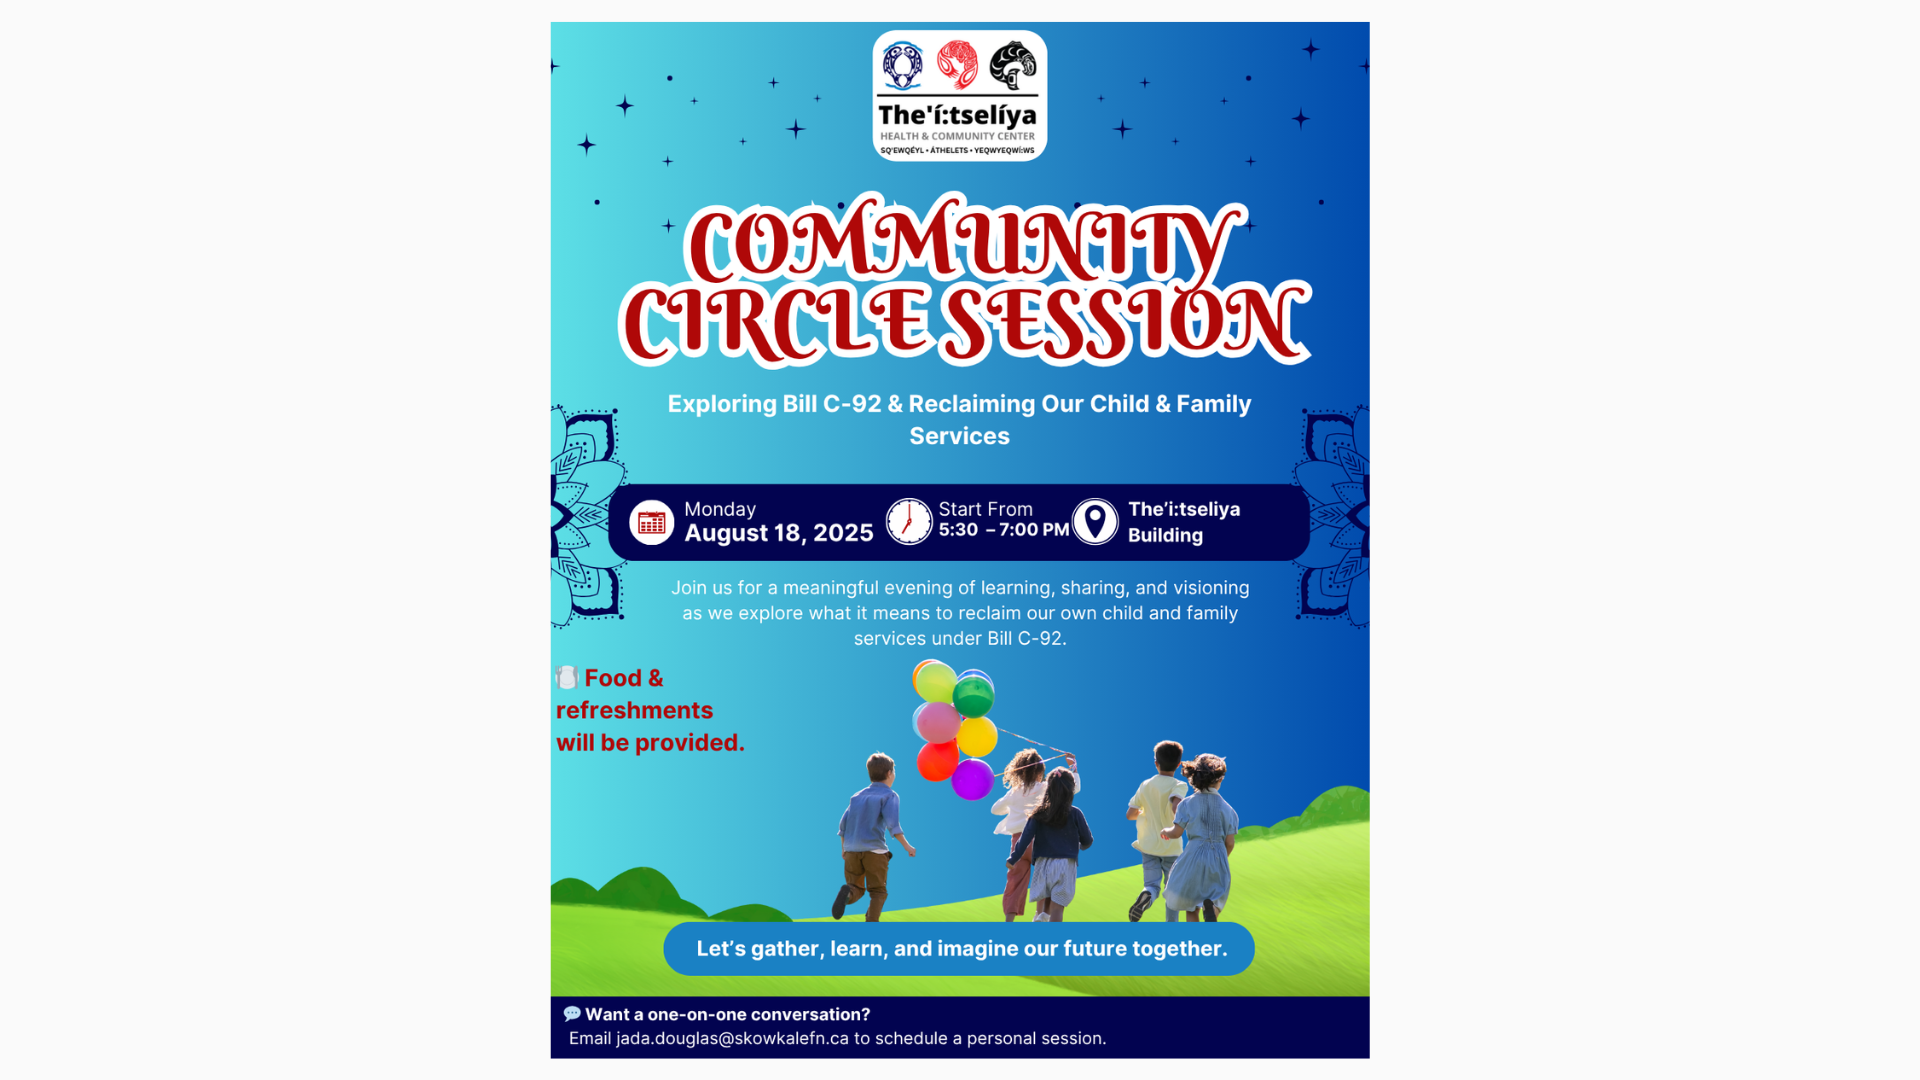 The'í:tselíya
HEALTH & COMMUNITY CENTER
SQ'EWQÉYL • ÁTHELETS • YEQWYEQWÍ:WS
COMMUNITY
CIRCLE SESSION
Exploring Bill C-92 & Reclaiming Our Child & Family
Services
Monday
August 18, 2025
Start From
5:30 – 7:00 PM
The’i:tseliya
Building
Join us for a meaningful evening of learning, sharing, and visioning
as we explore what it means to reclaim our own child and family
services under Bill C-92.
🍽️ Food &
refreshments
will be provided.
Let’s gather, learn, and imagine our future together.
💬 Want a one-on-one conversation?
Email jada.douglas@skowkalefn.ca to schedule a personal session.